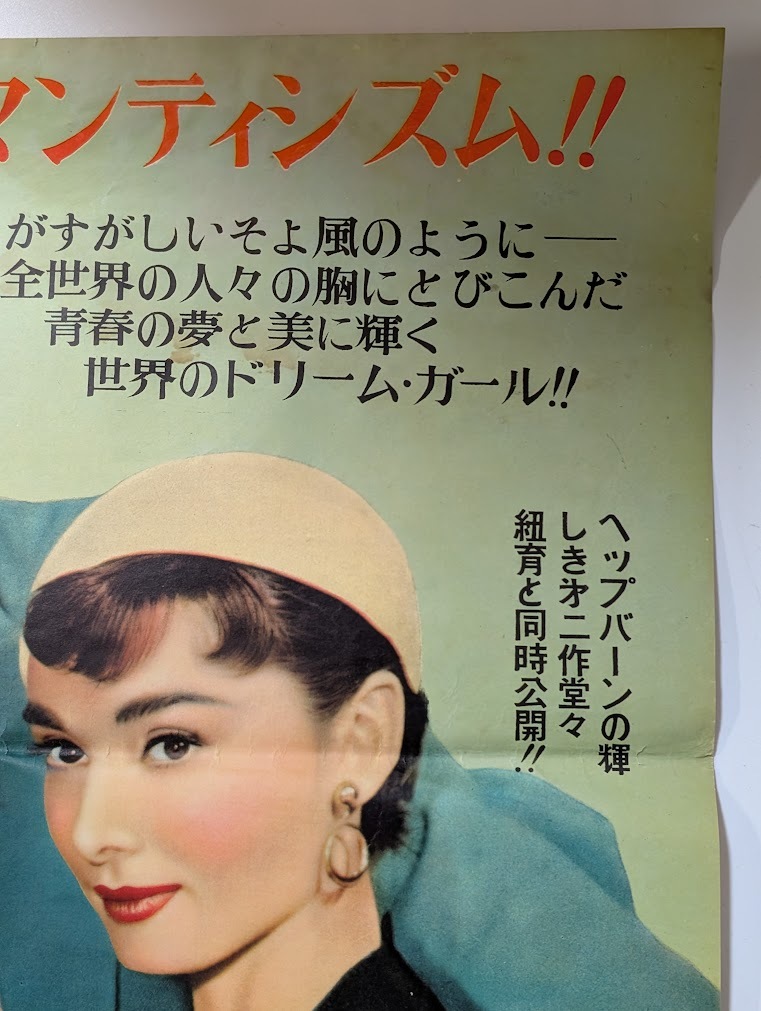 マンティシズム!!
がすがしいそよ風のように――
全世界の人々の胸にとびこんだ
青春の夢と美に輝く
世界のドリーム・ガール!!
ヘップバーンの輝
しき才二作堂々
紐育と同時公開!!